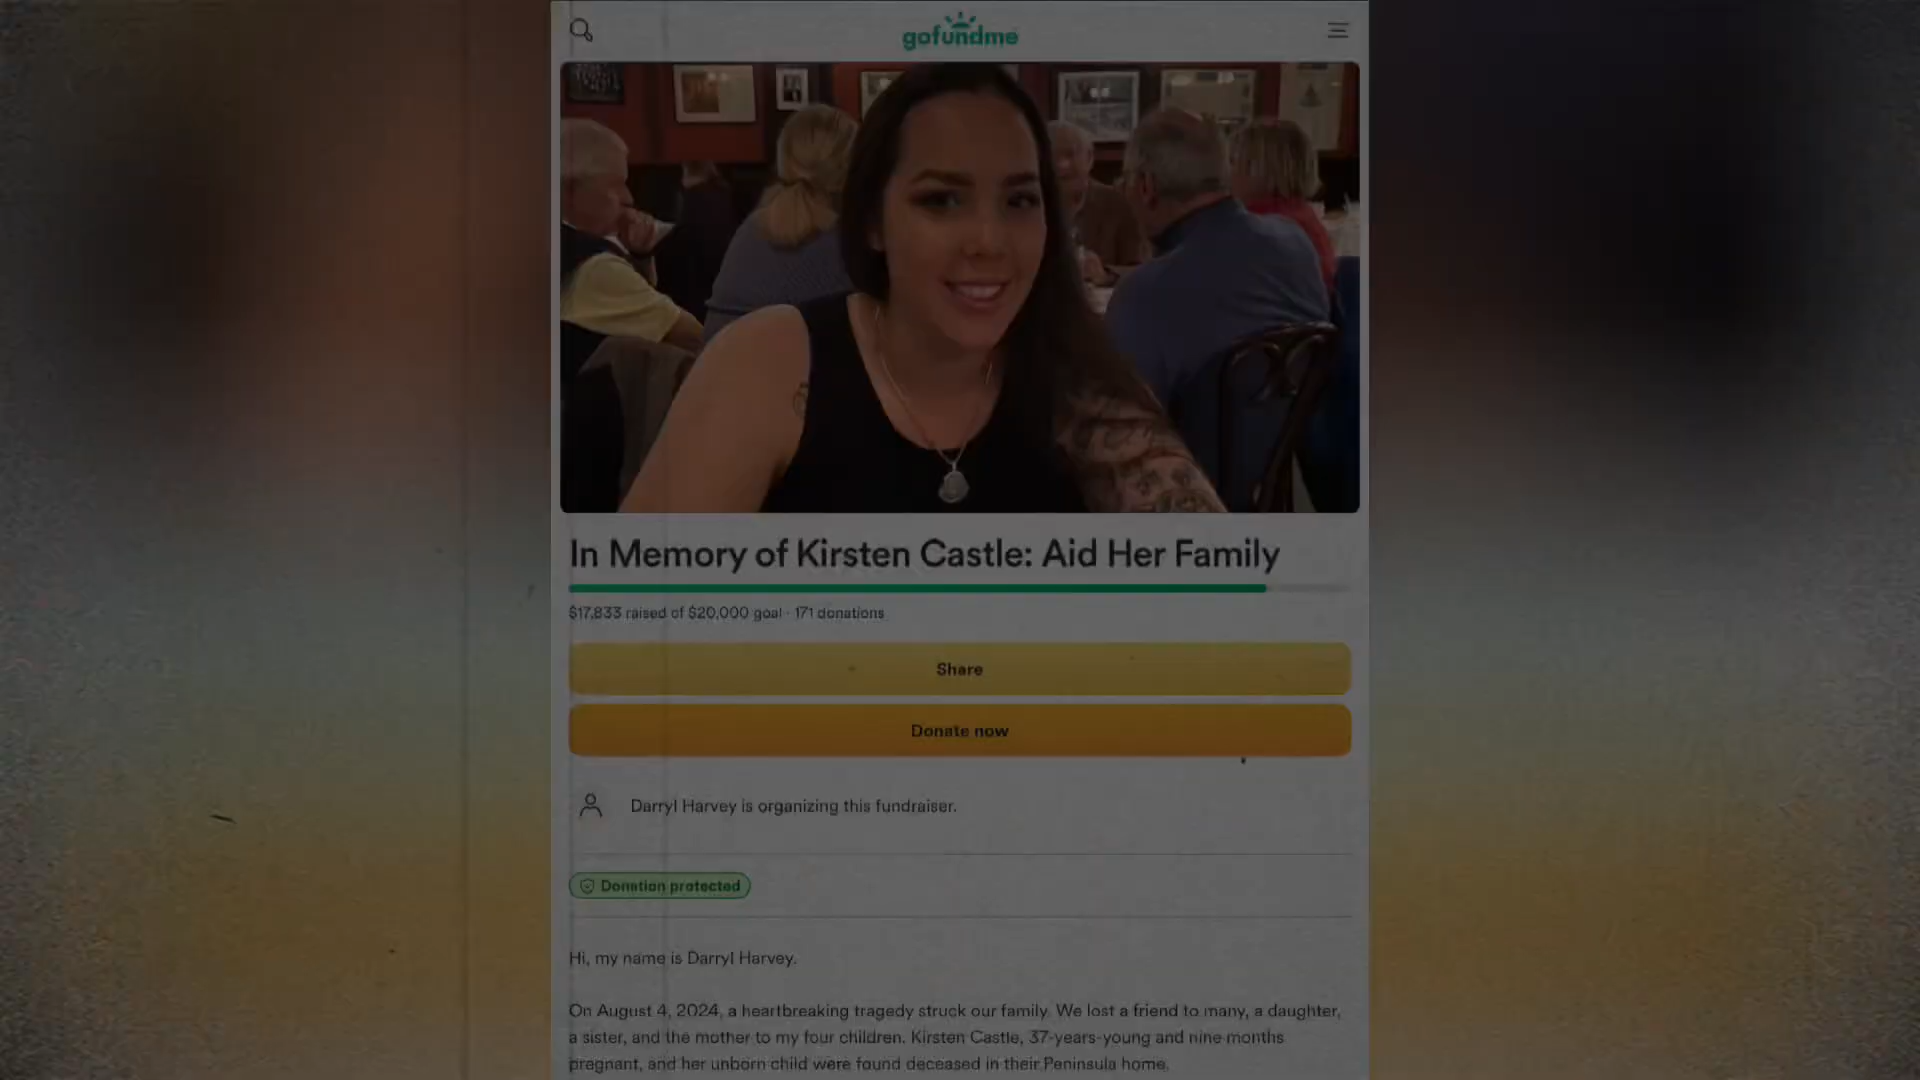 gofundme
In Memory of Kirsten Castle: Aid Her Family
$17,833 raised of $20,000 goal · 171 donations
Share
Donate now
Darryl Harvey is organizing this fundraiser.
Donation protected
Hi, my name is Darryl Harvey.
On August 4, 2024, a heartbreaking tragedy struck our family. We lost a friend to many, a daughter,
a sister, and the mother to my four children. Kirsten Castle, 37-years-young and nine months
pregnant, and her unborn child were found deceased in their Peninsula home.